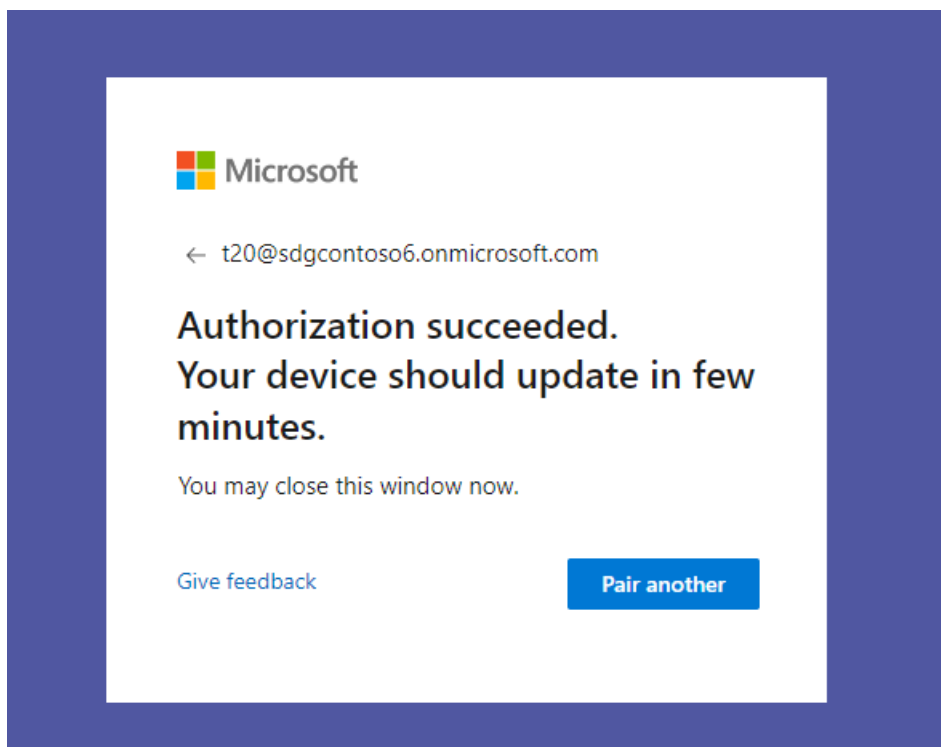 Microsoft
← t20@sdgcontoso6.onmicrosoft.com
Authorization succeeded.
Your device should update in few
minutes.
You may close this window now.
Give feedback
Pair another